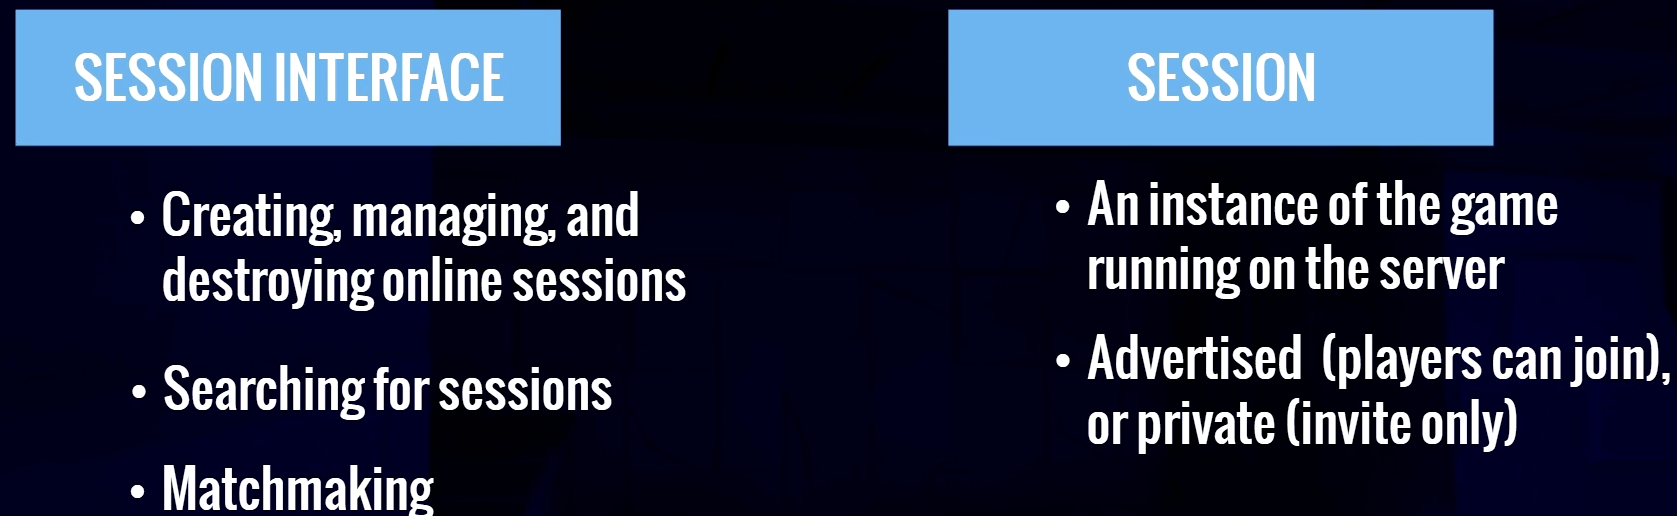 SESSION INTERFACE
• Creating, managing, and
destroying online sessions
• Searching for sessions
• Matchmaking
SESSION
• An instance of the game
running on the server
• Advertised (players can join),
or private (invite only)